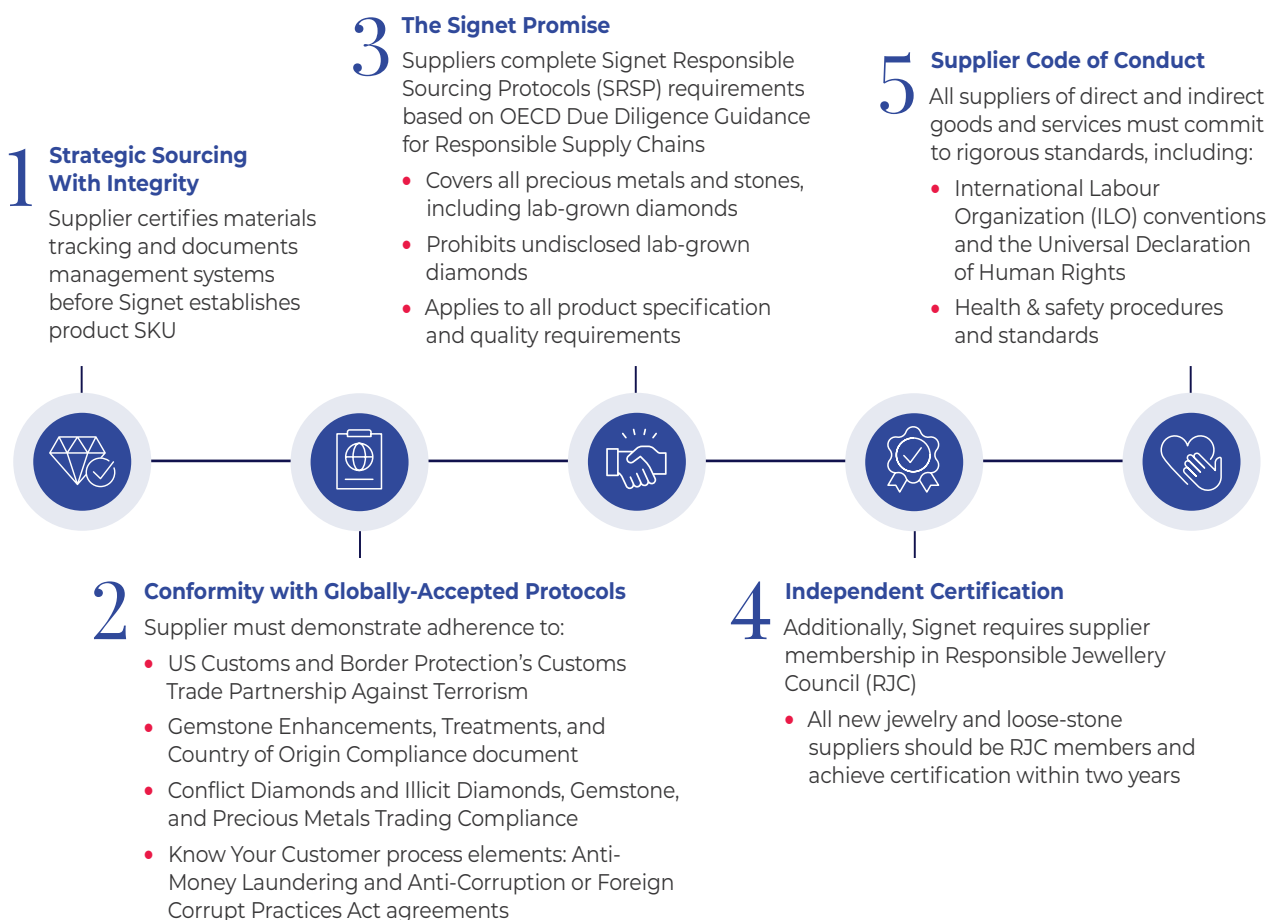 1
Strategic Sourcing
With Integrity
Supplier certifies materials
tracking and documents
management systems
before Signet establishes
product SKU
2
Conformity with Globally-Accepted Protocols
Supplier must demonstrate adherence to:
• US Customs and Border Protection's Customs
Trade Partnership Against Terrorism
• Gemstone Enhancements, Treatments, and
Country of Origin Compliance document
• Conflict Diamonds and Illicit Diamonds, Gemstone,
and Precious Metals Trading Compliance
• Know Your Customer process elements: Anti-
Money Laundering and Anti-Corruption or Foreign
Corrupt Practices Act agreements
3
The Signet Promise
Suppliers complete Signet Responsible
Sourcing Protocols (SRSP) requirements
based on OECD Due Diligence Guidance
for Responsible Supply Chains
• Covers all precious metals and stones,
including lab-grown diamonds
• Prohibits undisclosed lab-grown
diamonds
• Applies to all product specification
and quality requirements
4
Independent Certification
Additionally, Signet requires supplier
membership in Responsible Jewellery
Council (RJC)
• All new jewelry and loose-stone
suppliers should be RJC members and
achieve certification within two years
5
Supplier Code of Conduct
All suppliers of direct and indirect
goods and services must commit
to rigorous standards, including:
• International Labour
Organization (ILO) conventions
and the Universal Declaration
of Human Rights
• Health & safety procedures
and standards